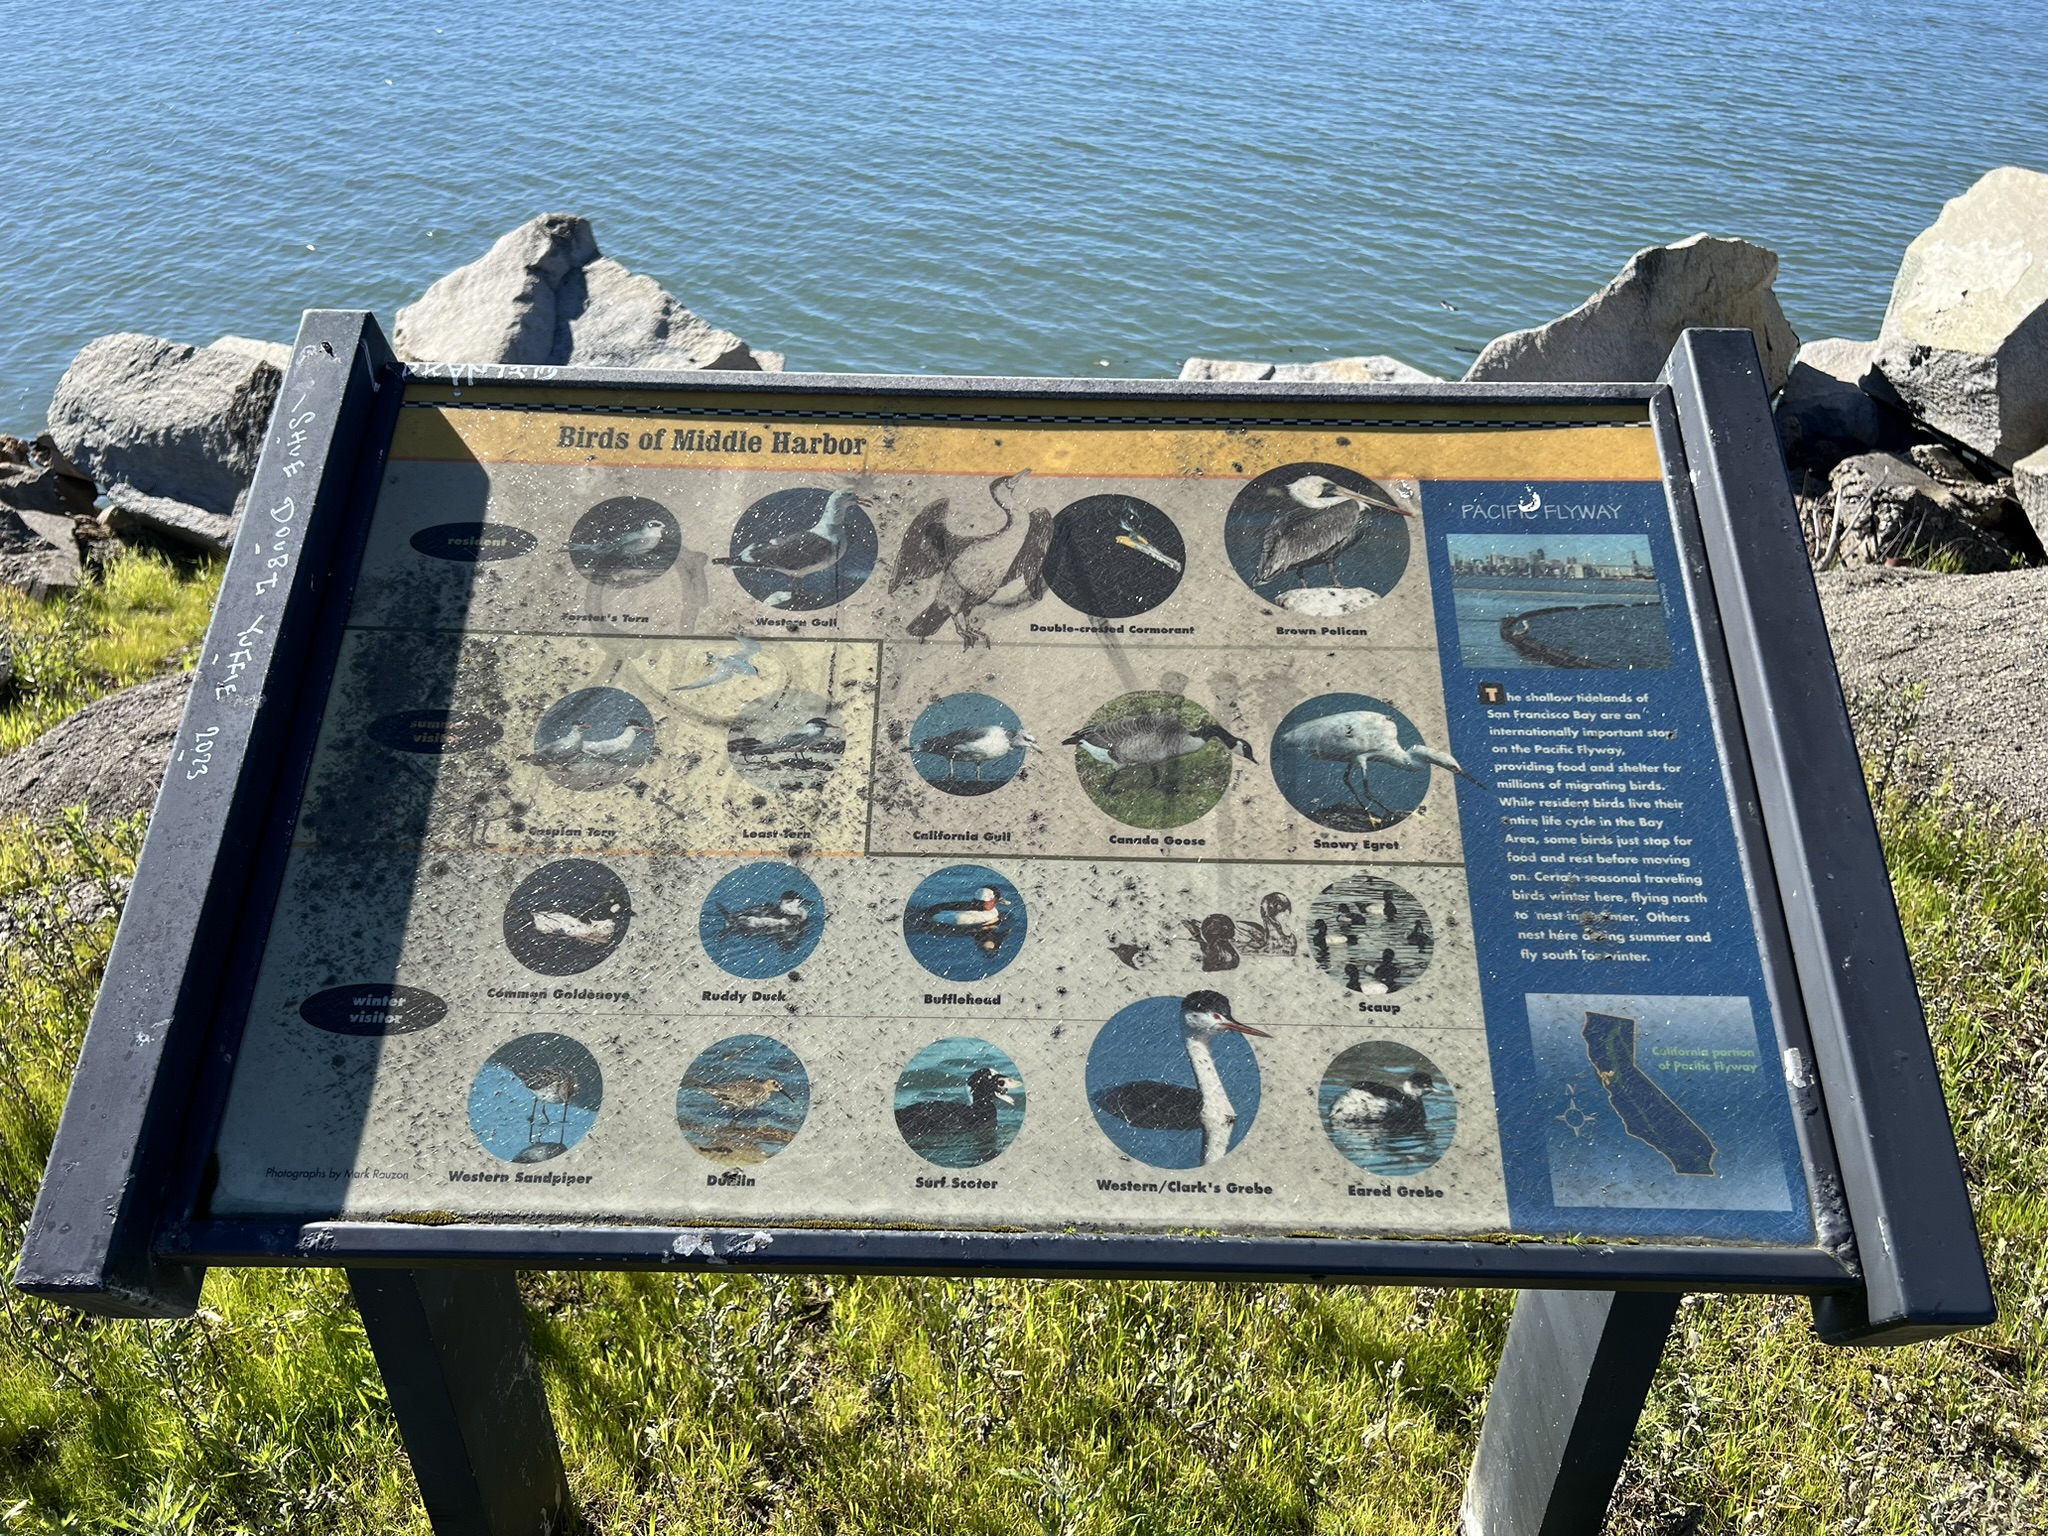 Birds of Middle Harbor
resident
Forster's Tern
Western Gull
Double-crested Cormorant
Brown Pelican
summer
visitor
Caspian Tern
Least Tern
California Gull
Canada Goose
Snowy Egret
winter
visitor
Common Goldeneye
Ruddy Duck
Bufflehead
Scaup
Western Sandpiper
Dunlin
Surf Scoter
Western/Clark's Grebe
Eared Grebe
Photographs by Mark Rauzon
PACIFIC FLYWAY
The shallow tidelands of
San Francisco Bay are an
internationally important stop
on the Pacific Flyway,
providing food and shelter for
millions of migrating birds.
While resident birds live their
entire life cycle in the Bay
Area, some birds just stop for
food and rest before moving
on. Certain seasonal traveling
birds winter here, flying north
to nest in summer. Others
nest here during summer and
fly south for winter.
California portion
of Pacific Flyway
N
2023